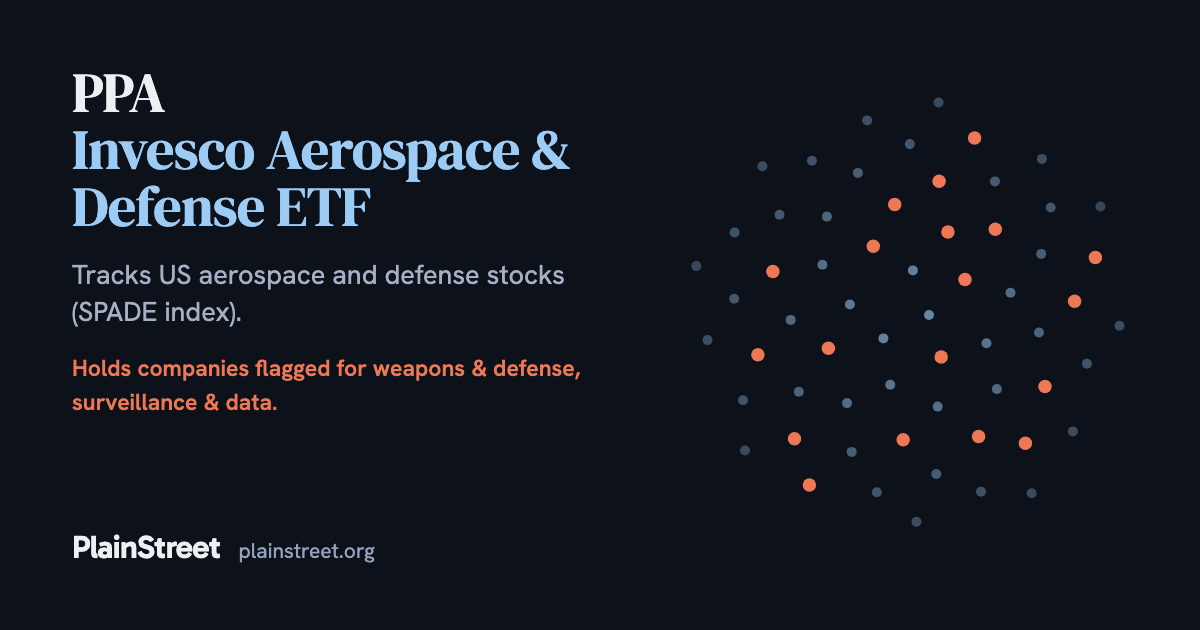 PPA
Invesco Aerospace &
Defense ETF
Tracks US aerospace and defense stocks
(SPADE index).
Holds companies flagged for weapons & defense,
surveillance & data.
PlainStreet plainstreet.org